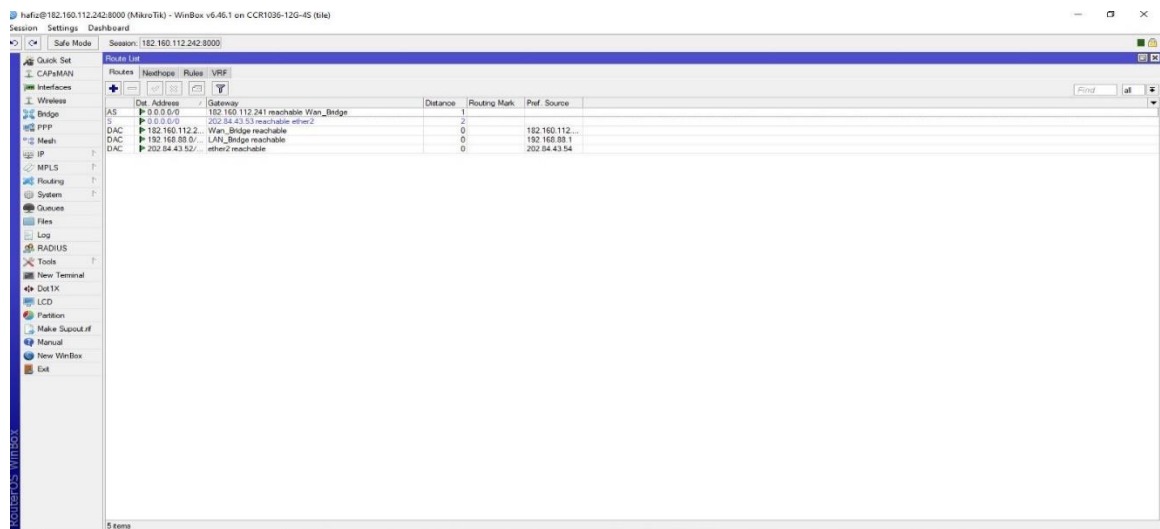 hafiz@182.160.112.242:8000 (MikroTik) - WinBox v6.46.1 on CCR1036-12G-4S (tile)
Session Settings Dashboard
Safe Mode Session: 182.160.112.242:8000
Quick Set
CAPsMAN
Interfaces
Wireless
Bridge
PPP
Mesh
IP
MPLS
Routing
System
Queues
Files
Log
RADIUS
Tools
New Terminal
Dot1X
LCD
Partition
Make Supout.rif
Manual
New WinBox
Exit
RouterOS WinBox
Route List
Routes Nexthops Rules VRF
Find all
Dst. Address / Gateway Distance Routing Mark Pref. Source
AS 0.0.0.0/0 182.160.112.241 reachable Wan_Bridge 1
S 0.0.0.0/0 202.84.43.53 reachable ether2 2
DAC 182.160.112.2... Wan_Bridge reachable 0 182.160.112....
DAC 192.168.88.0/... LAN_Bridge reachable 0 192.168.88.1
DAC 202.84.43.52/... ether2 reachable 0 202.84.43.54
5 items